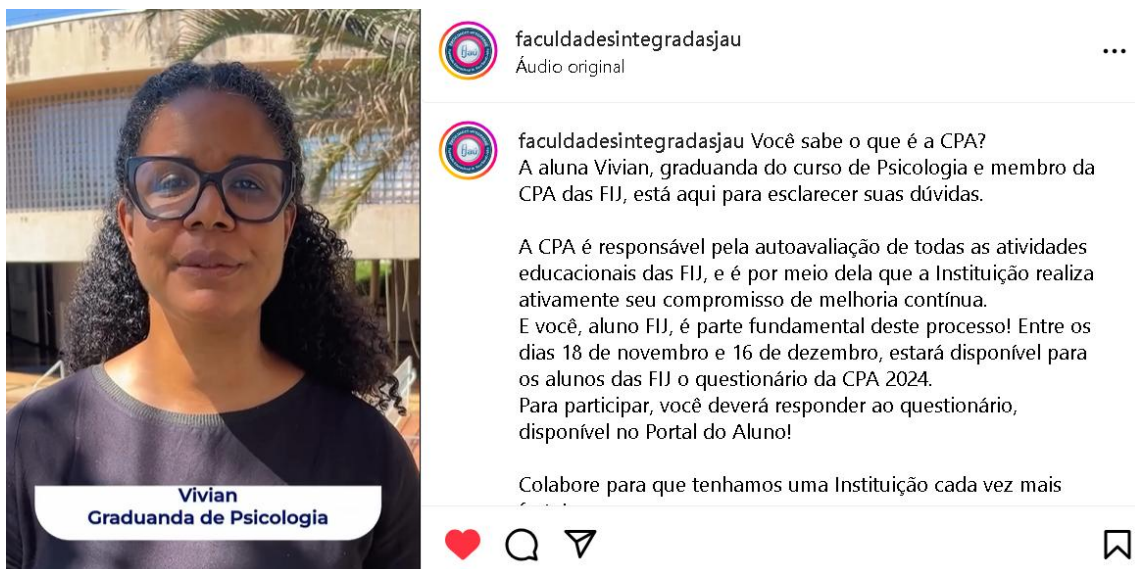 faculdadesintegradasjau
Áudio original
faculdadesintegradasjau Você sabe o que é a CPA?
A aluna Vivian, graduanda do curso de Psicologia e membro da
CPA das FIJ, está aqui para esclarecer suas dúvidas.
A CPA é responsável pela autoavaliação de todas as atividades
educacionais das FIJ, e é por meio dela que a Instituição realiza
ativamente seu compromisso de melhoria contínua.
E você, aluno FIJ, é parte fundamental deste processo! Entre os
dias 18 de novembro e 16 de dezembro, estará disponível para
os alunos das FIJ o questionário da CPA 2024.
Para participar, você deverá responder ao questionário,
disponível no Portal do Aluno!
Colabore para que tenhamos uma Instituição cada vez mais
Vivian
Graduanda de Psicologia